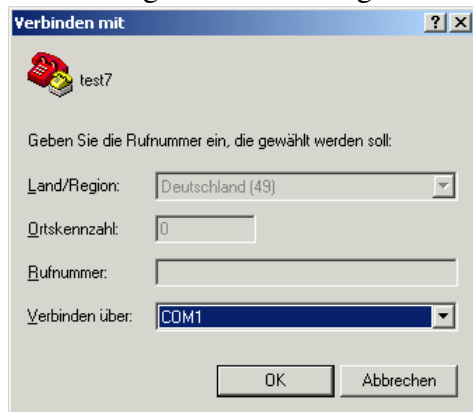 Verbinden mit
test7
Geben Sie die Rufnummer ein, die gewählt werden soll:
Land/Region: Deutschland (49)
Ortskennzahl: 0
Rufnummer:
Verbinden über: COM1
OK Abbrechen